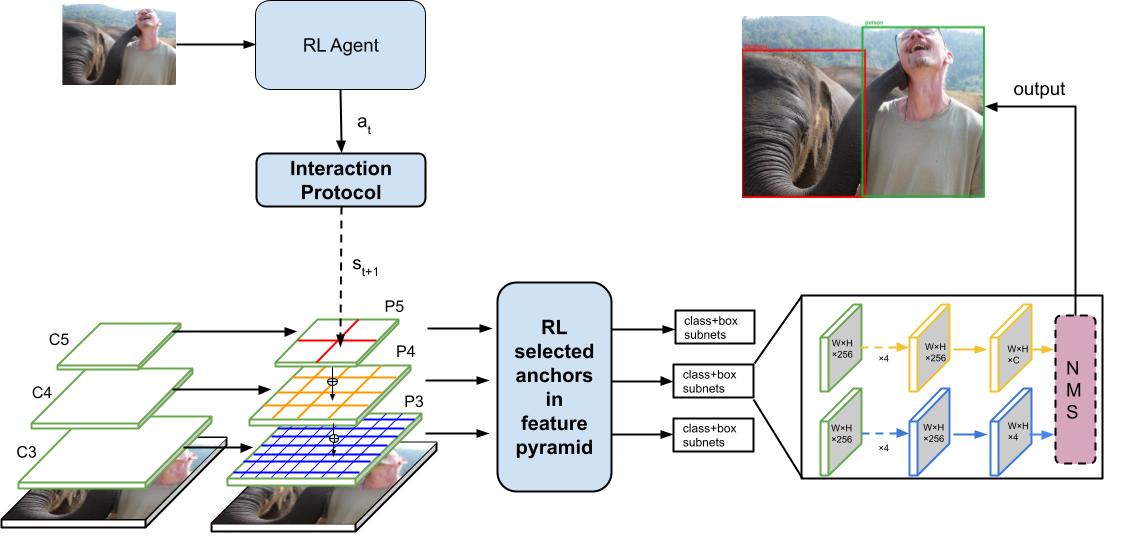 RL Agent
a_t
Interaction
Protocol
s_{t+1}
person
output
C5
C4
C3
P5
P4
P3
RL
selected
anchors
in
feature
pyramid
class+box
subnets
class+box
subnets
class+box
subnets
W×H
×256
×4
W×H
×256
W×H
×C
W×H
×256
×4
W×H
×256
W×H
×4
N
M
S